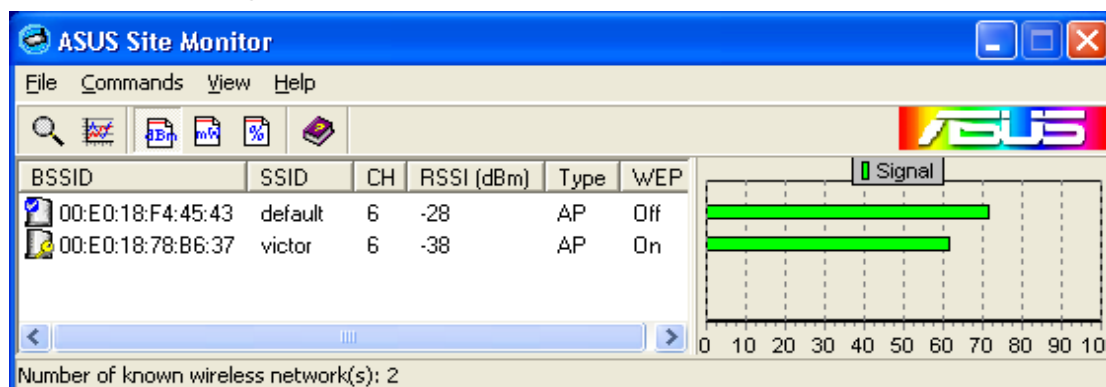 ASUS Site Monitor
File Commands View Help
dBm mW %
ASUS
BSSID SSID CH RSSI (dBm) Type WEP
Signal
00:E0:18:F4:45:43 default 6 -28 AP Off
00:E0:18:78:B6:37 victor 6 -38 AP On
0 10 20 30 40 50 60 70 80 90 10
Number of known wireless network(s): 2